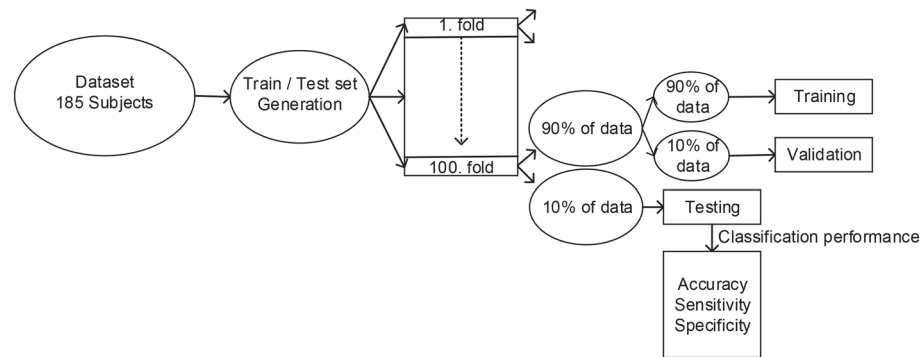 Dataset
185 Subjects
Train / Test set
Generation
1. fold
100. fold
90% of data
90% of
data
Training
10% of
data
Validation
10% of data
Testing
Classification performance
Accuracy
Sensitivity
Specificity